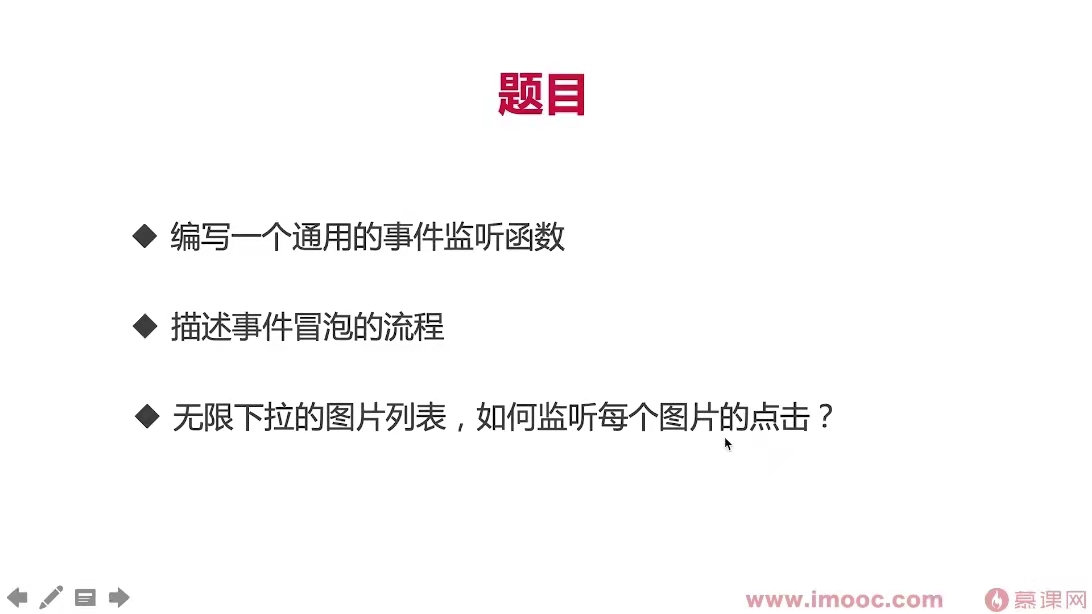 题目
编写一个通用的事件监听函数
描述事件冒泡的流程
无限下拉的图片列表，如何监听每个图片的点击？
www.imooc.com 慕课网